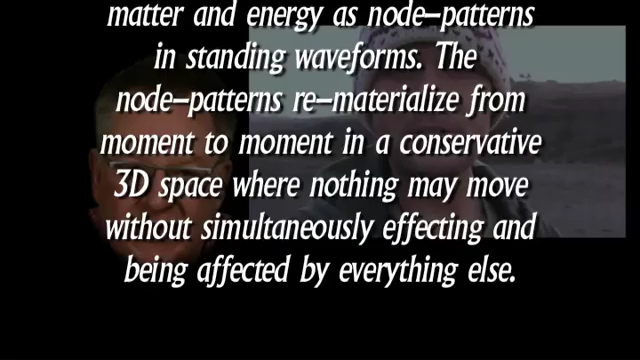 matter and energy as node–patterns
in standing waveforms. The
node–patterns re–materialize from
moment to moment in a conservative
3D space where nothing may move
without simultaneously effecting and
being affected by everything else.